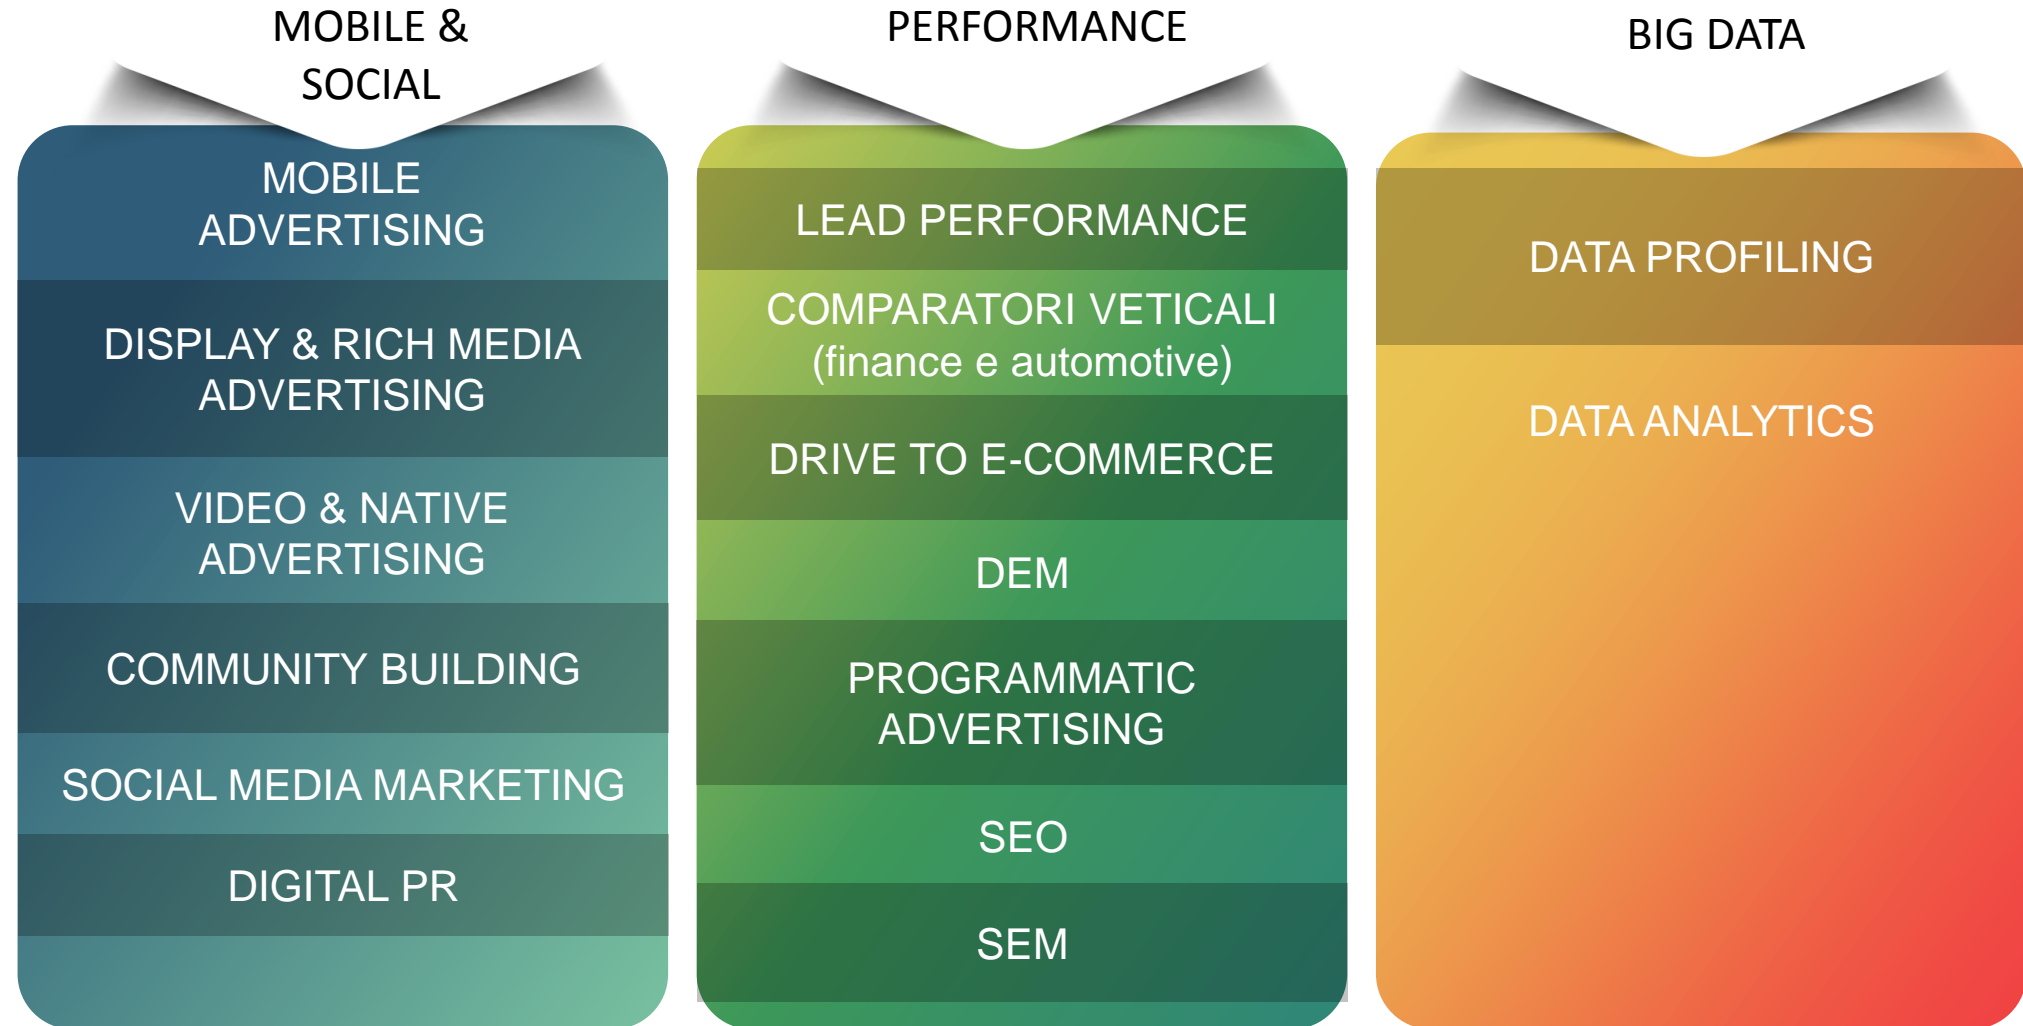 MOBILE &
SOCIAL
MOBILE
ADVERTISING
DISPLAY & RICH MEDIA
ADVERTISING
VIDEO & NATIVE
ADVERTISING
COMMUNITY BUILDING
SOCIAL MEDIA MARKETING
DIGITAL PR
PERFORMANCE
LEAD PERFORMANCE
COMPARATORI VETICALI
(finance e automotive)
DRIVE TO E-COMMERCE
DEM
PROGRAMMATIC
ADVERTISING
SEO
SEM
BIG DATA
DATA PROFILING
DATA ANALYTICS